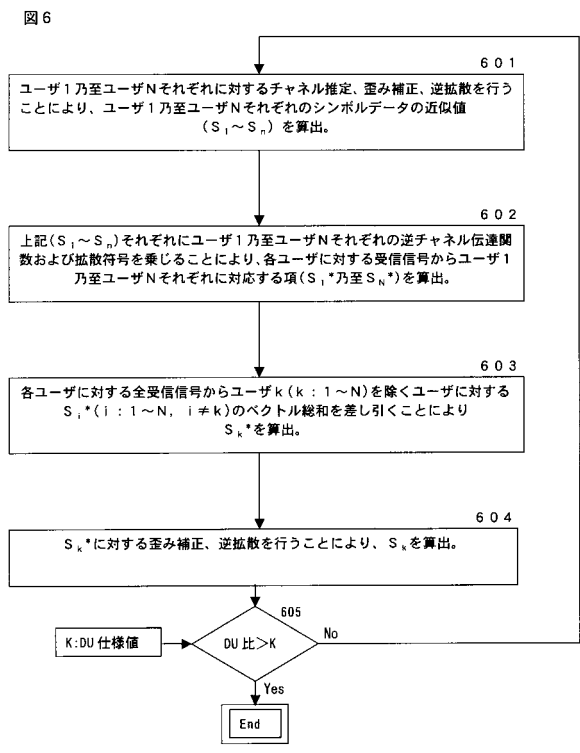 図6
601
ユーザ1乃至ユーザNそれぞれに対するチャネル推定、歪み補正、逆拡散を行う
ことにより、ユーザ1乃至ユーザNそれぞれのシンボルデータの近似値
(S₁～Sₙ)を算出。
602
上記(S₁～Sₙ)それぞれにユーザ1乃至ユーザNそれぞれの逆チャネル伝達関
数および拡散符号を乗じることにより、各ユーザに対する受信信号からユーザ1
乃至ユーザNそれぞれに対応する項(S₁*乃至S_N*)を算出。
603
各ユーザに対する全受信信号からユーザk(k:1～N)を除くユーザに対する
Sᵢ*(i:1～N, i≠k)のベクトル総和を差し引くことにより
Sₖ*を算出。
604
Sₖ*に対する歪み補正、逆拡散を行うことにより、Sₖを算出。
605
K:DU仕様値
DU比＞K
No
Yes
End